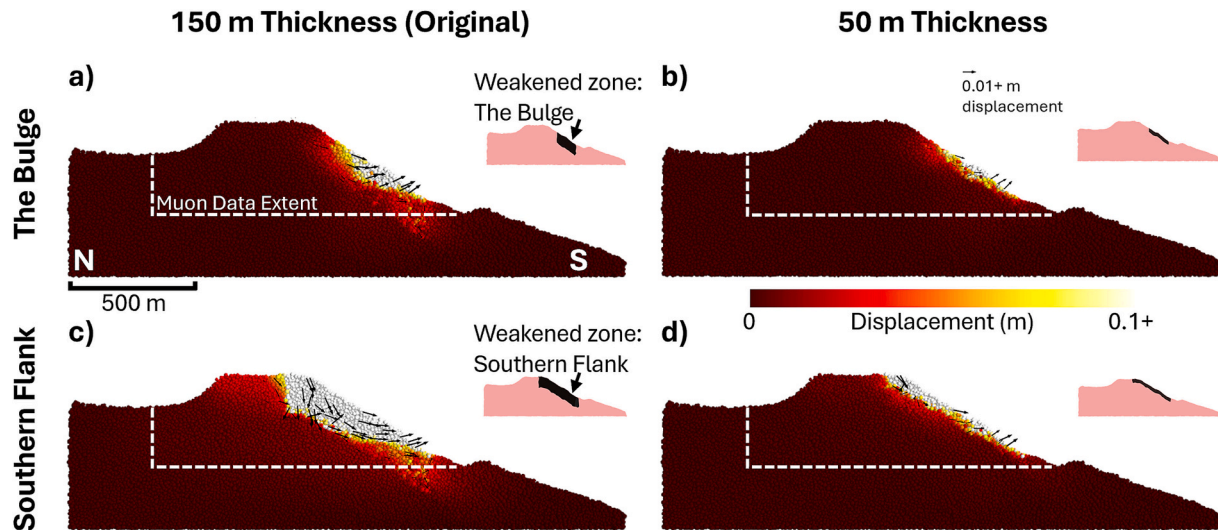 150 m Thickness (Original)
50 m Thickness
The Bulge
a)
Weakened zone:
The Bulge
Muon Data Extent
N
S
500 m
b)
0.01+ m
displacement
0
Displacement (m)
0.1+
Southern Flank
c)
Weakened zone:
Southern Flank
d)